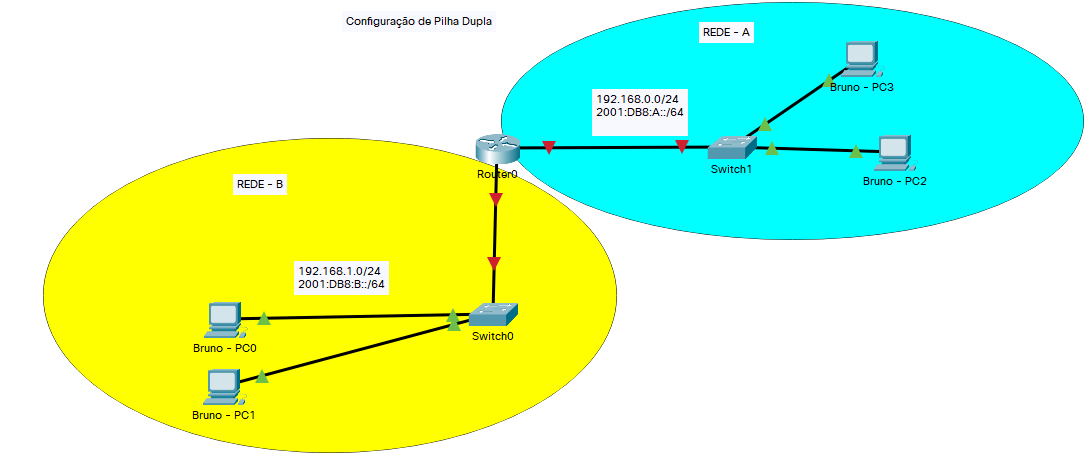 Configuração de Pilha Dupla
REDE - A
Bruno - PC3
192.168.0.0/24
2001:DB8:A::/64
Switch1
Bruno - PC2
Router0
REDE - B
192.168.1.0/24
2001:DB8:B::/64
Switch0
Bruno - PC0
Bruno - PC1